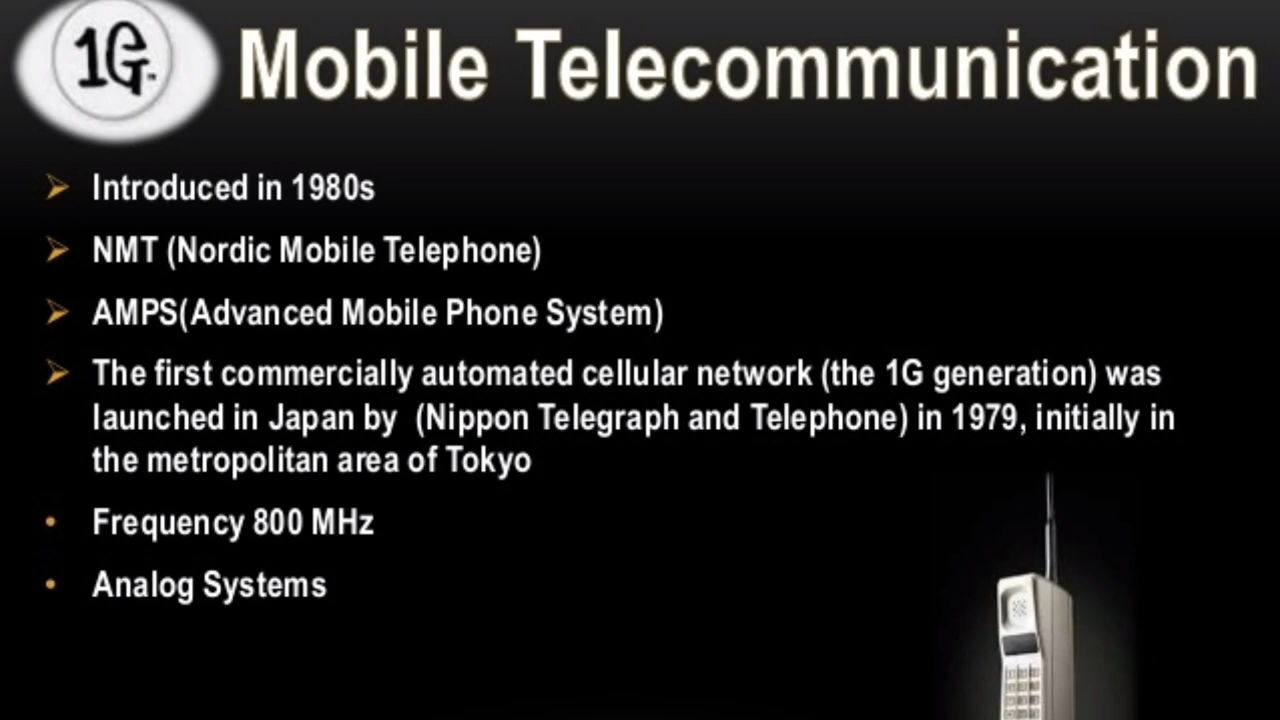 1G Mobile Telecommunication
➢ Introduced in 1980s
➢ NMT (Nordic Mobile Telephone)
➢ AMPS(Advanced Mobile Phone System)
➢ The first commercially automated cellular network (the 1G generation) was
launched in Japan by (Nippon Telegraph and Telephone) in 1979, initially in
the metropolitan area of Tokyo
• Frequency 800 MHz
• Analog Systems